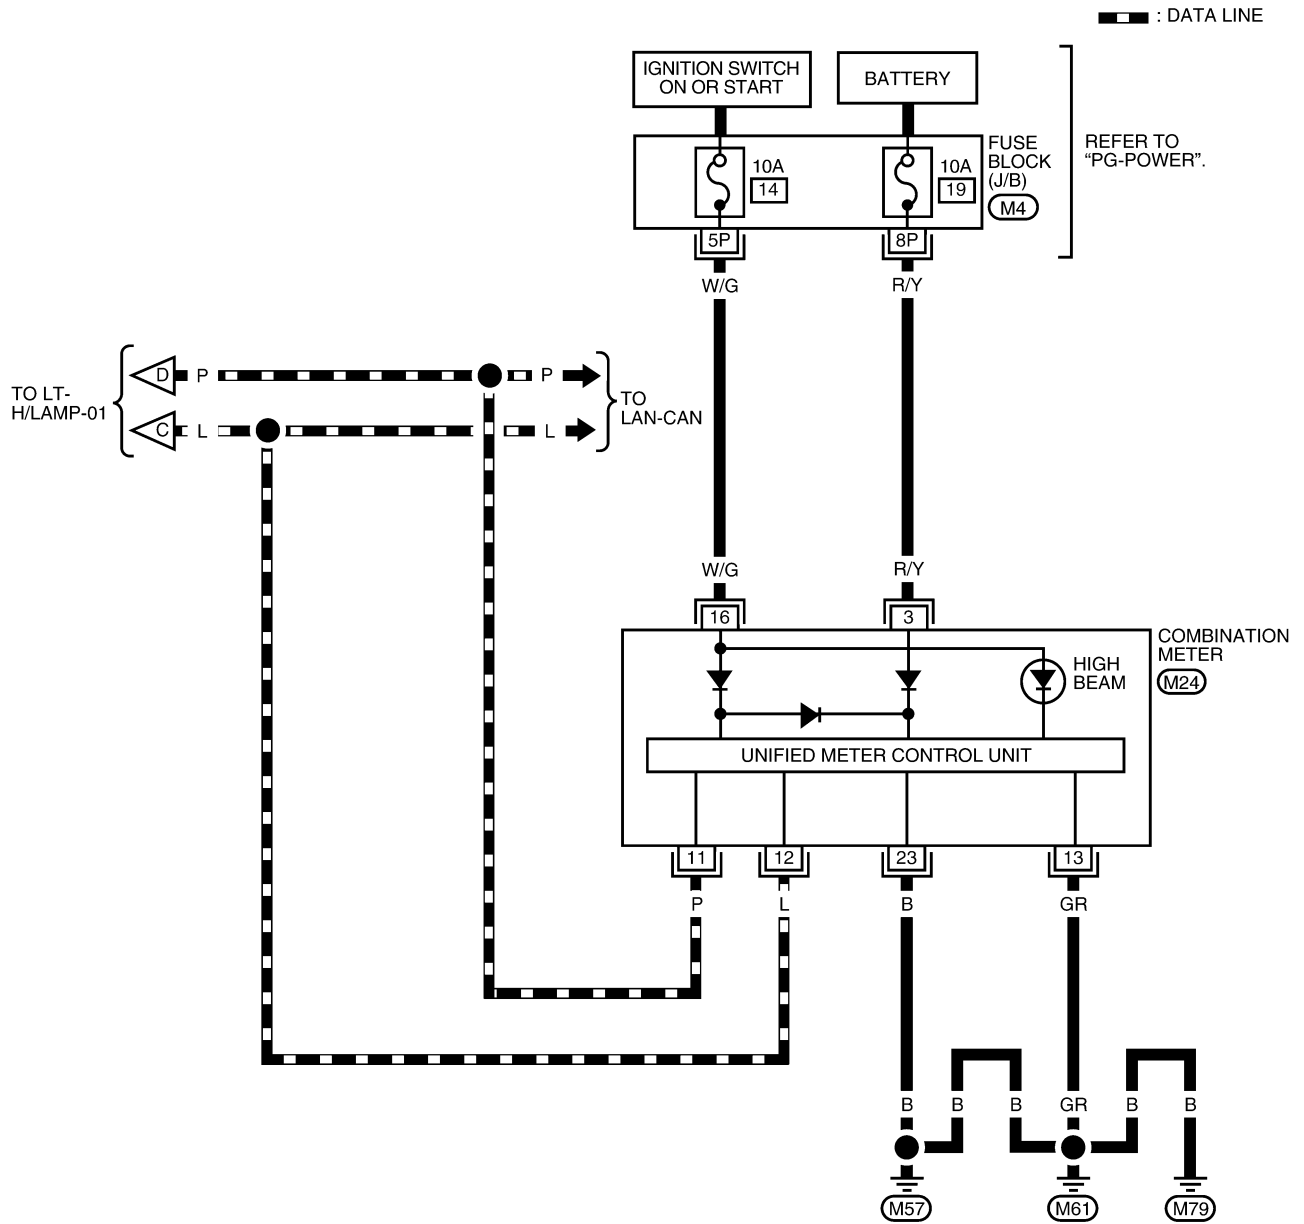 : DATA LINE
IGNITION SWITCH
ON OR START
BATTERY
FUSE
BLOCK
(J/B)
M4
REFER TO
“PG-POWER”.
10A
14
10A
19
5P
8P
W/G
R/Y
TO LT-
H/LAMP-01
D
P
P
C
L
L
TO
LAN-CAN
W/G
R/Y
16
3
COMBINATION
METER
M24
HIGH
BEAM
UNIFIED METER CONTROL UNIT
11
12
23
13
P
L
B
GR
B
B
B
GR
B
B
M57
M61
M79